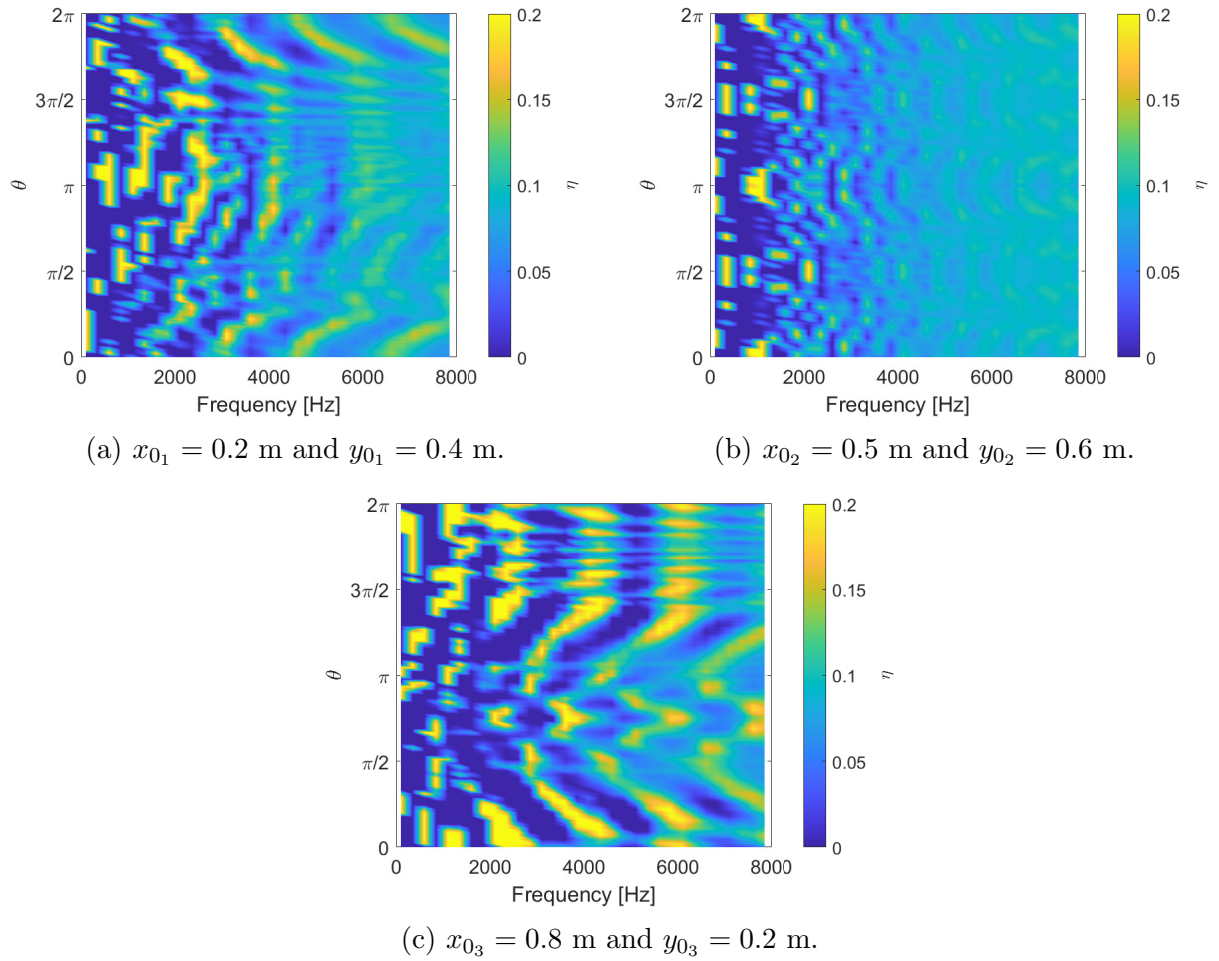 2π
3π/2
π
π/2
0
θ
0 2000 4000 6000 8000
Frequency [Hz]
0.2
0.15
0.1
0.05
0
η
(a) x₀₁ = 0.2 m and y₀₁ = 0.4 m.
2π
3π/2
π
π/2
0
θ
0 2000 4000 6000 8000
Frequency [Hz]
0.2
0.15
0.1
0.05
0
η
(b) x₀₂ = 0.5 m and y₀₂ = 0.6 m.
2π
3π/2
π
π/2
0
θ
0 2000 4000 6000 8000
Frequency [Hz]
0.2
0.15
0.1
0.05
0
η
(c) x₀₃ = 0.8 m and y₀₃ = 0.2 m.